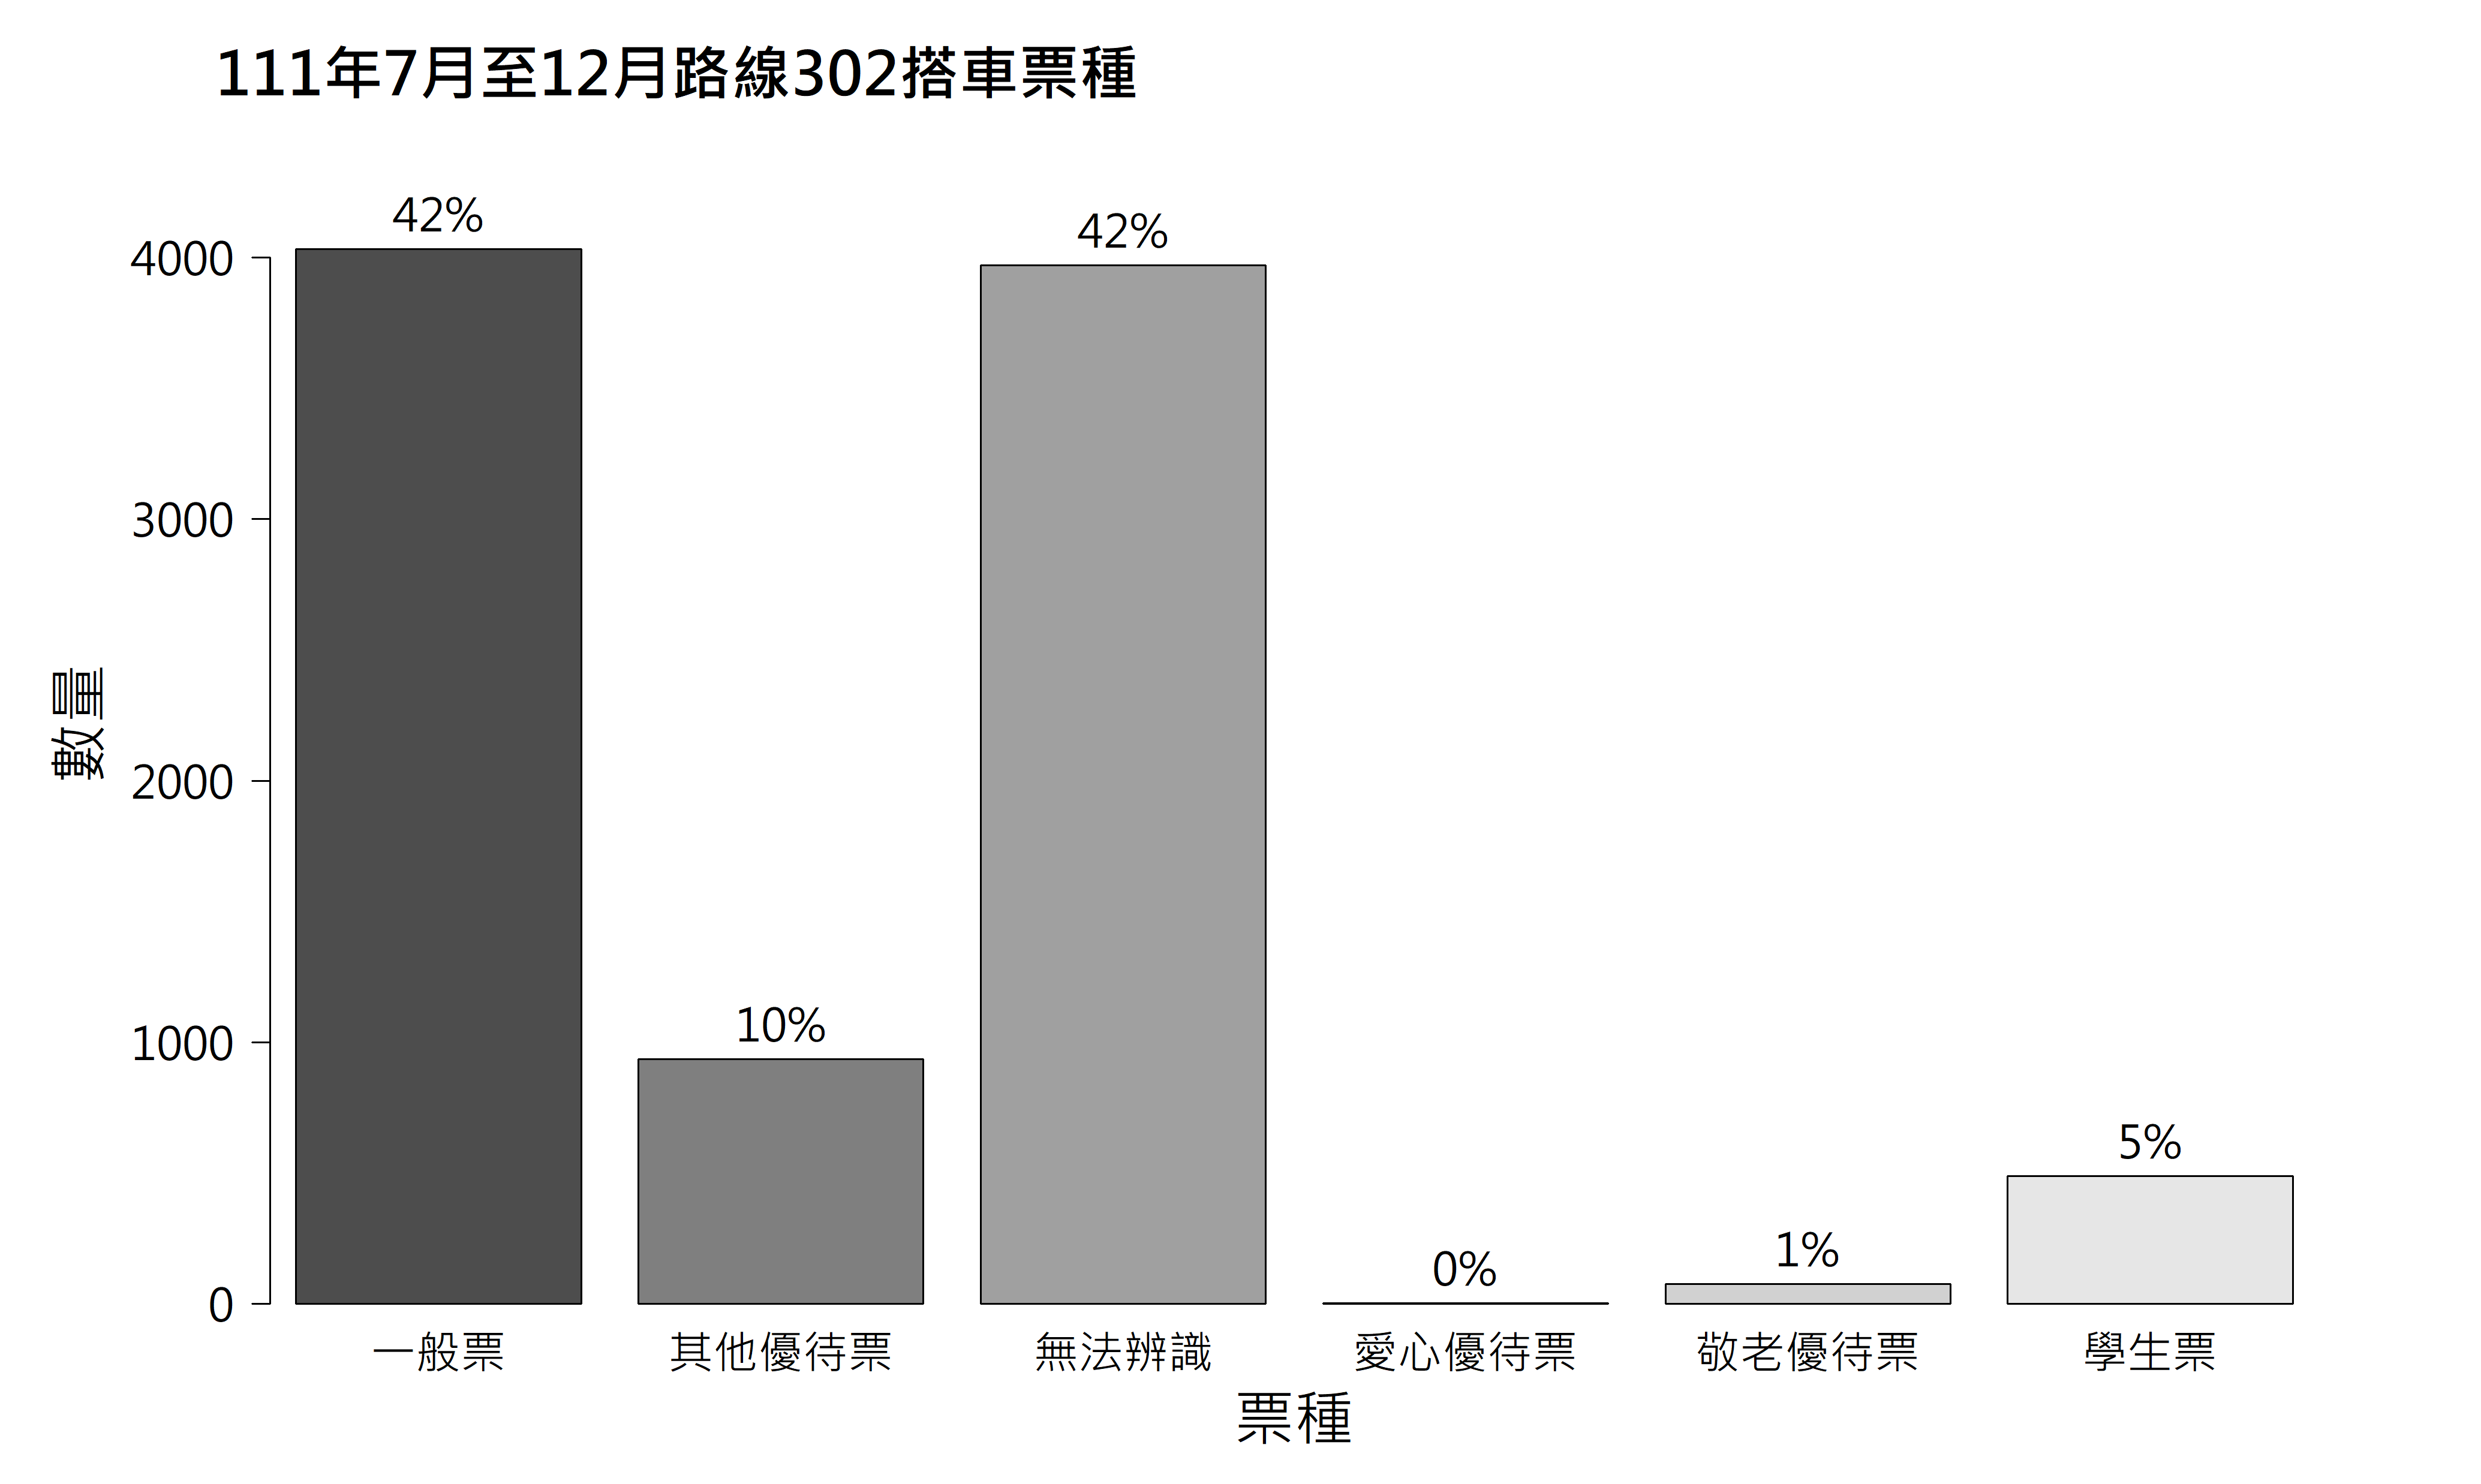 111年7月至12月路線302搭車票種
42%
42%
4000
3000
數量
2000
1000
10%
5%
1%
0%
0
一般票
其他優待票
無法辨識
愛心優待票
敬老優待票
學生票
票種